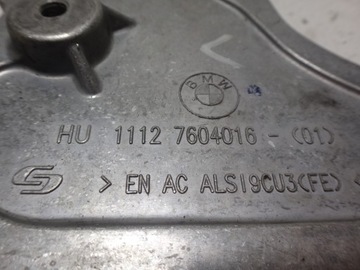 BMW
HU 1112 7604016 - (01)
> EN AC ALSI9CU3(FE) <